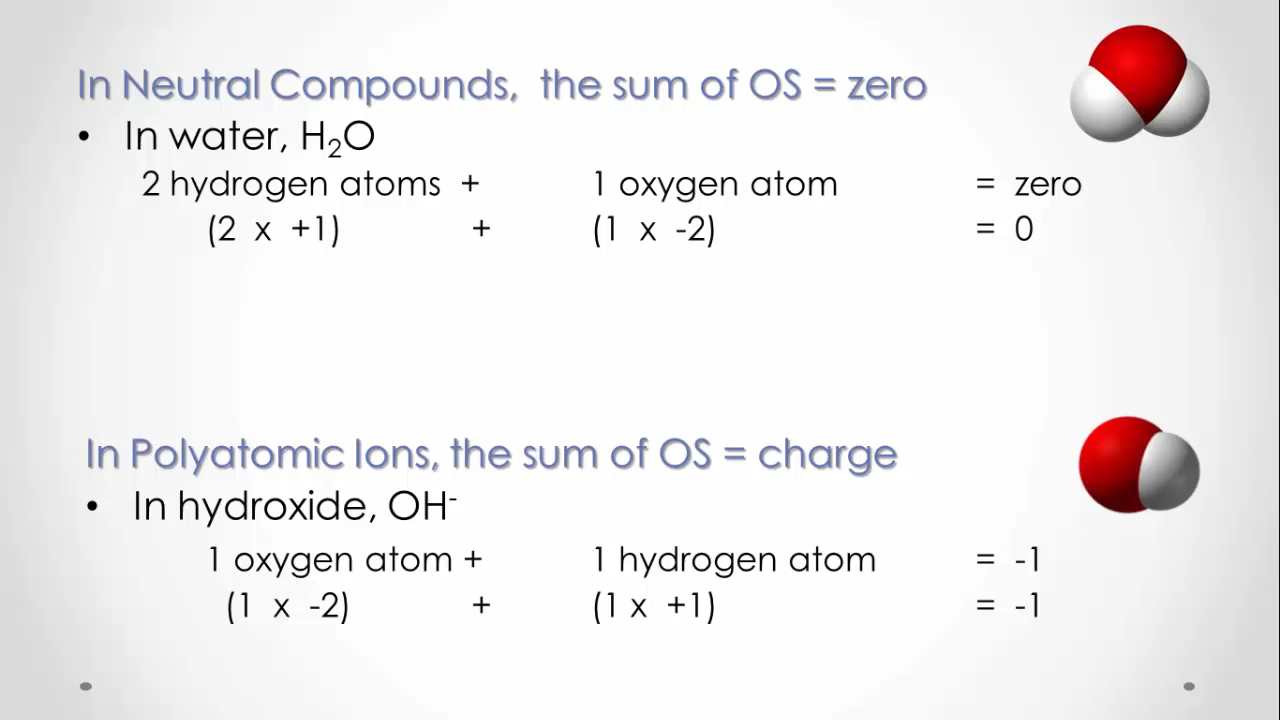 In Neutral Compounds, the sum of OS = zero
• In water, H₂O
2 hydrogen atoms + 1 oxygen atom = zero
(2 x +1) + (1 x -2) = 0
In Polyatomic Ions, the sum of OS = charge
• In hydroxide, OH⁻
1 oxygen atom + 1 hydrogen atom = -1
(1 x -2) + (1 x +1) = -1